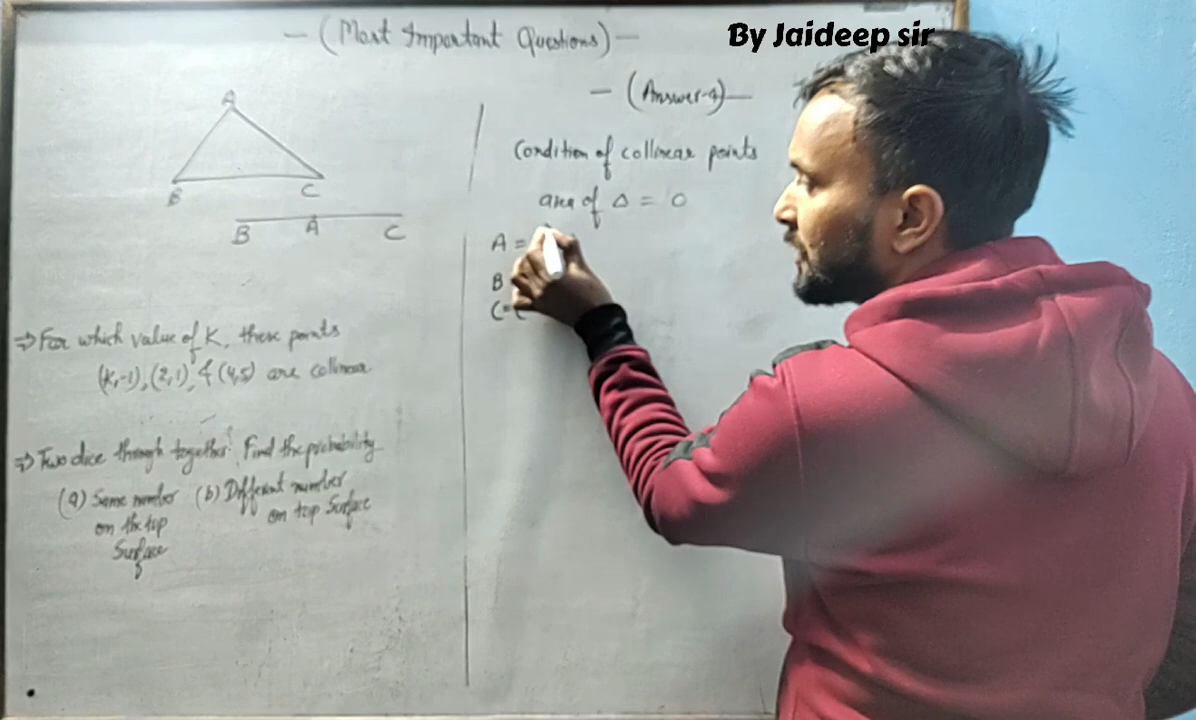 By Jaideep sir
- (Most Important Questions) -
A
B C
B A C
⇒ For which value of K, these points
(K,-1), (2,1), & (4,5) are collinear.
⇒ Two dice through together. Find the probability
(a) Same number
on the top
Surface
(b) Different number
on top Surface
- (Answer-
Condition of collinear points
area of Δ = 0
A =
B
C = (